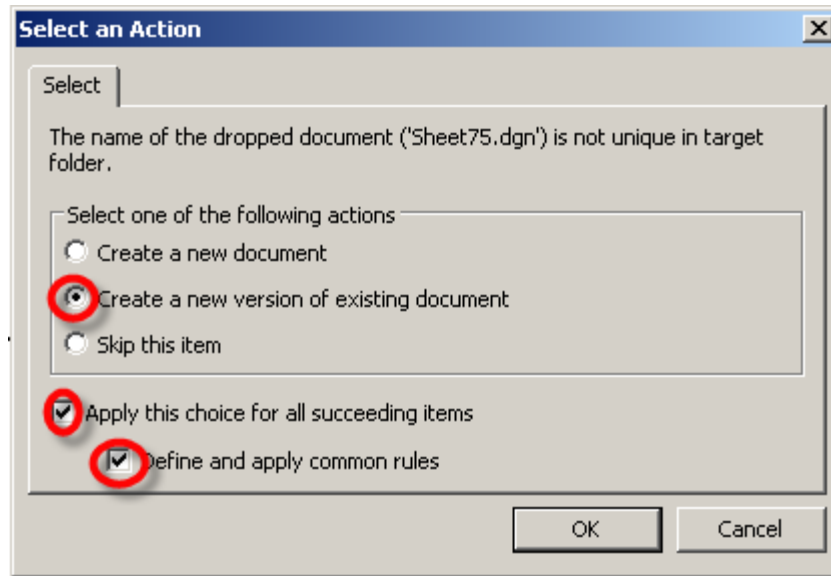 Select an Action
Select
The name of the dropped document ('Sheet75.dgn') is not unique in target
folder.
Select one of the following actions
Create a new document
Create a new version of existing document
Skip this item
Apply this choice for all succeeding items
Define and apply common rules
OK Cancel